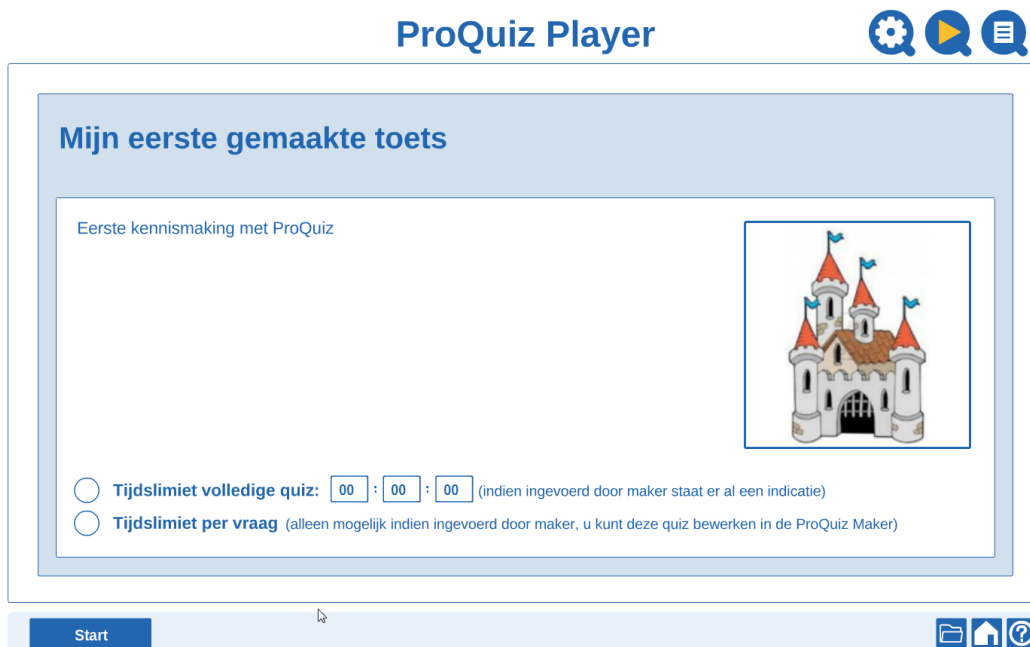 ProQuiz Player
Mijn eerste gemaakte toets
Eerste kennismaking met ProQuiz
Tijdslimiet volledige quiz: 00 : 00 : 00 (indien ingevoerd door maker staat er al een indicatie)
Tijdslimiet per vraag (alleen mogelijk indien ingevoerd door maker, u kunt deze quiz bewerken in de ProQuiz Maker)
Start